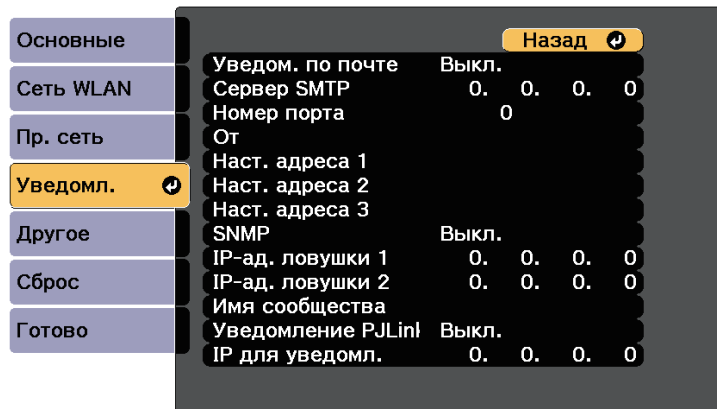 Основные
Сеть WLAN
Пр. сеть
Уведомл.
Другое
Сброс
Готово
Назад
Уведом. по почте Выкл.
Сервер SMTP 0. 0. 0. 0
Номер порта 0
От
Наст. адреса 1
Наст. адреса 2
Наст. адреса 3
SNMP Выкл.
IP-ад. ловушки 1 0. 0. 0. 0
IP-ад. ловушки 2 0. 0. 0. 0
Имя сообщества
Уведомление PJLink Выкл.
IP для уведомл. 0. 0. 0. 0